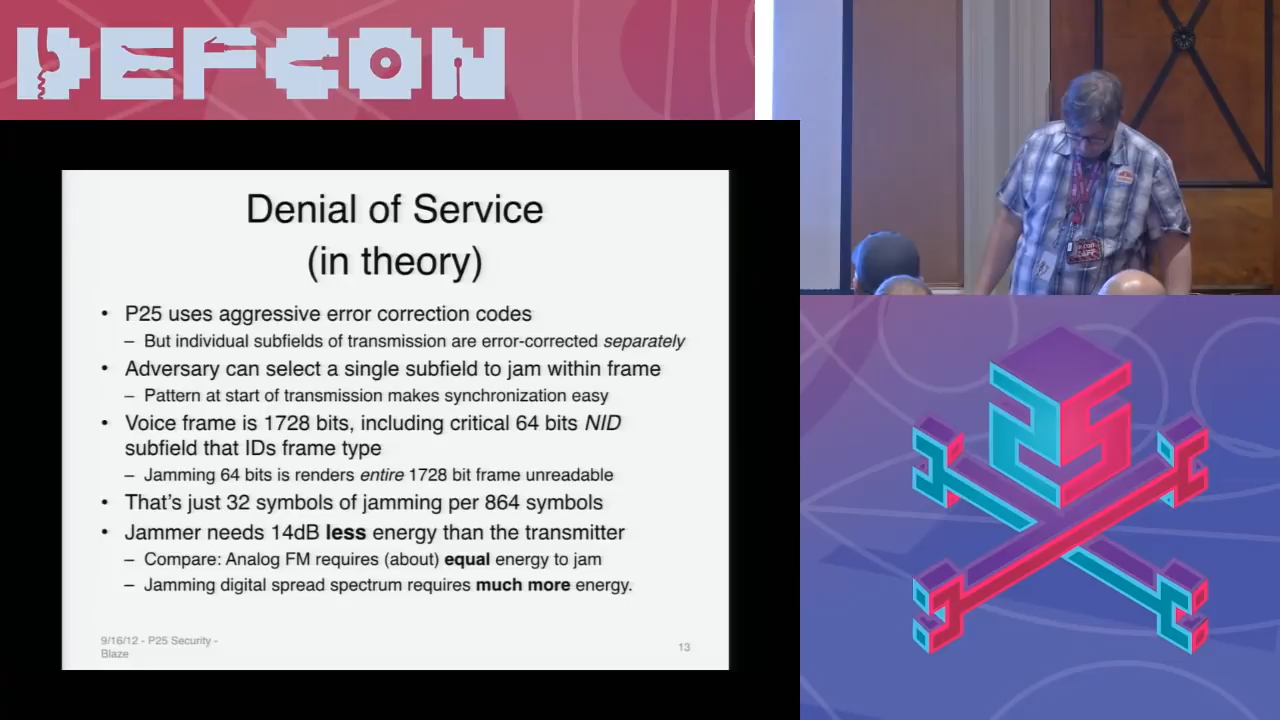 DEFCON
Denial of Service
(in theory)
• P25 uses aggressive error correction codes
– But individual subfields of transmission are error-corrected separately
• Adversary can select a single subfield to jam within frame
– Pattern at start of transmission makes synchronization easy
• Voice frame is 1728 bits, including critical 64 bits NID
subfield that IDs frame type
– Jamming 64 bits is renders entire 1728 bit frame unreadable
• That's just 32 symbols of jamming per 864 symbols
• Jammer needs 14dB less energy than the transmitter
– Compare: Analog FM requires (about) equal energy to jam
– Jamming digital spread spectrum requires much more energy.
9/16/12 - P25 Security -
Blaze
13
25